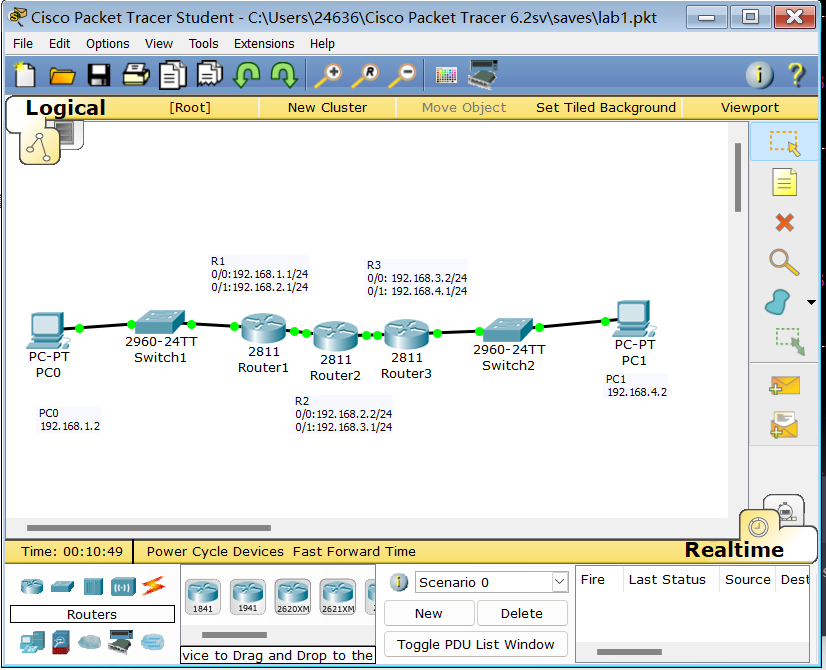 Cisco Packet Tracer Student - C:\Users\24636\Cisco Packet Tracer 6.2sv\saves\lab1.pkt
File Edit Options View Tools Extensions Help
Logical [Root] New Cluster Move Object Set Tiled Background Viewport
R1
0/0:192.168.1.1/24
0/1:192.168.2.1/24
R3
0/0: 192.168.3.2/24
0/1: 192.168.4.1/24
PC-PT
PC0
2960-24TT
Switch1
2811
Router1
2811
Router2
2811
Router3
2960-24TT
Switch2
PC-PT
PC1
PC0
192.168.1.2
R2
0/0:192.168.2.2/24
0/1:192.168.3.1/24
PC1
192.168.4.2
Time: 00:10:49 Power Cycle Devices Fast Forward Time Realtime
Routers
1841 1941 2620XM 2621XM
vice to Drag and Drop to the
Scenario 0
New Delete
Toggle PDU List Window
Fire Last Status Source Dest